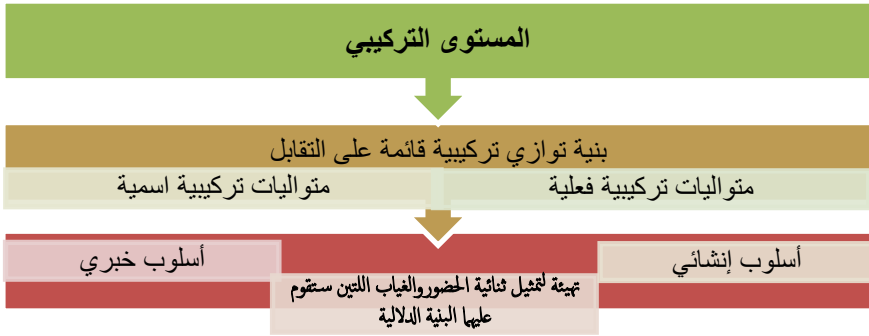 المستوى التركيبي
بنية توازي تركيبية قائمة على التقابل
متواليات تركيبية فعلية
متواليات تركيبية اسمية
أسلوب إنشائي
أسلوب خبري
تهيئة لتمثيل ثنائية الحضوروالغياب اللتين ستقوم
عليها البنية الدلالية